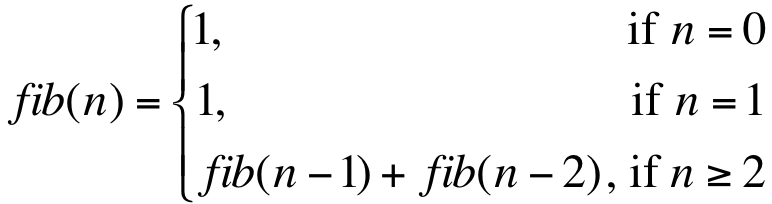 1, if n = 0
fib(n) = { 1, if n = 1
fib(n − 1) + fib(n − 2), if n ≥ 2